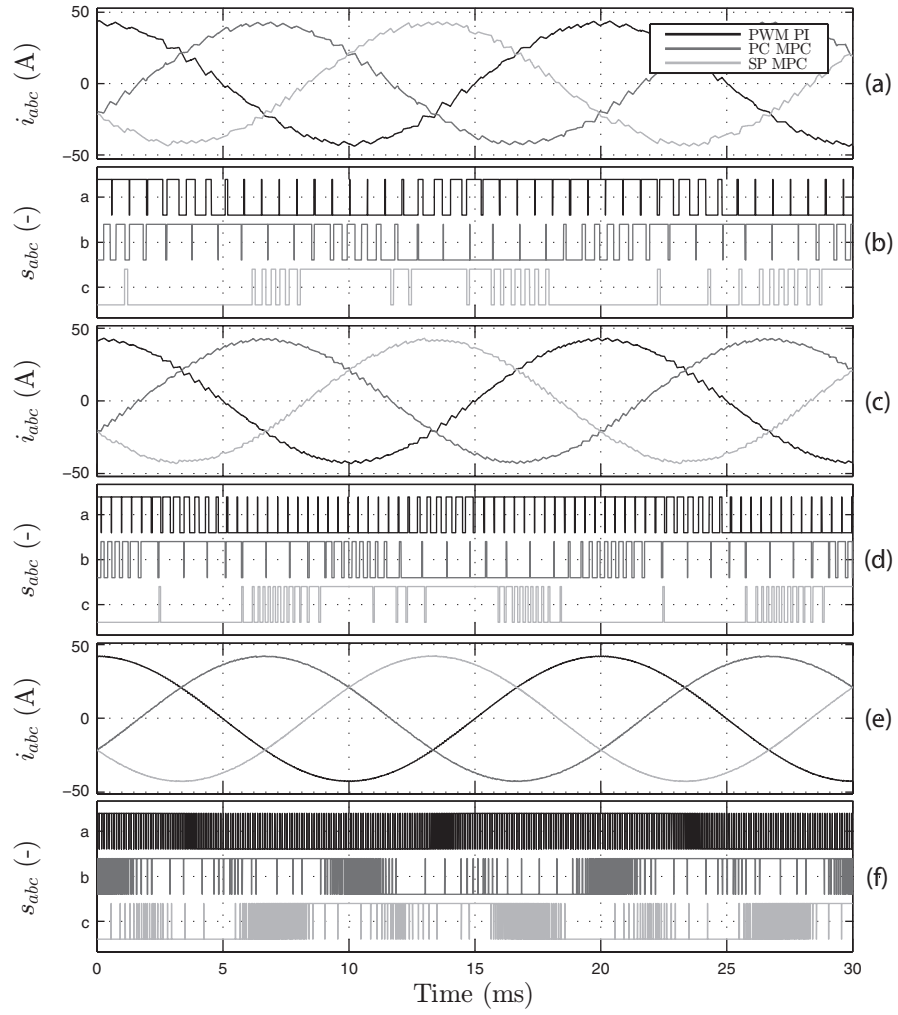 50
0
−50
i_abc (A)
PWM PI
PC MPC
SP MPC
(a)
a
b
c
s_abc (-)
(b)
50
0
−50
i_abc (A)
(c)
a
b
c
s_abc (-)
(d)
50
0
−50
i_abc (A)
(e)
a
b
c
s_abc (-)
(f)
0 5 10 15 20 25 30
Time (ms)